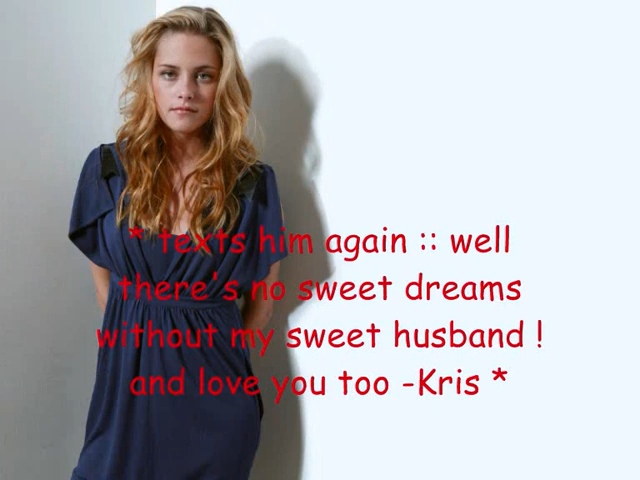 * texts him again :: well
there's no sweet dreams
without my sweet husband !
and love you too -Kris *